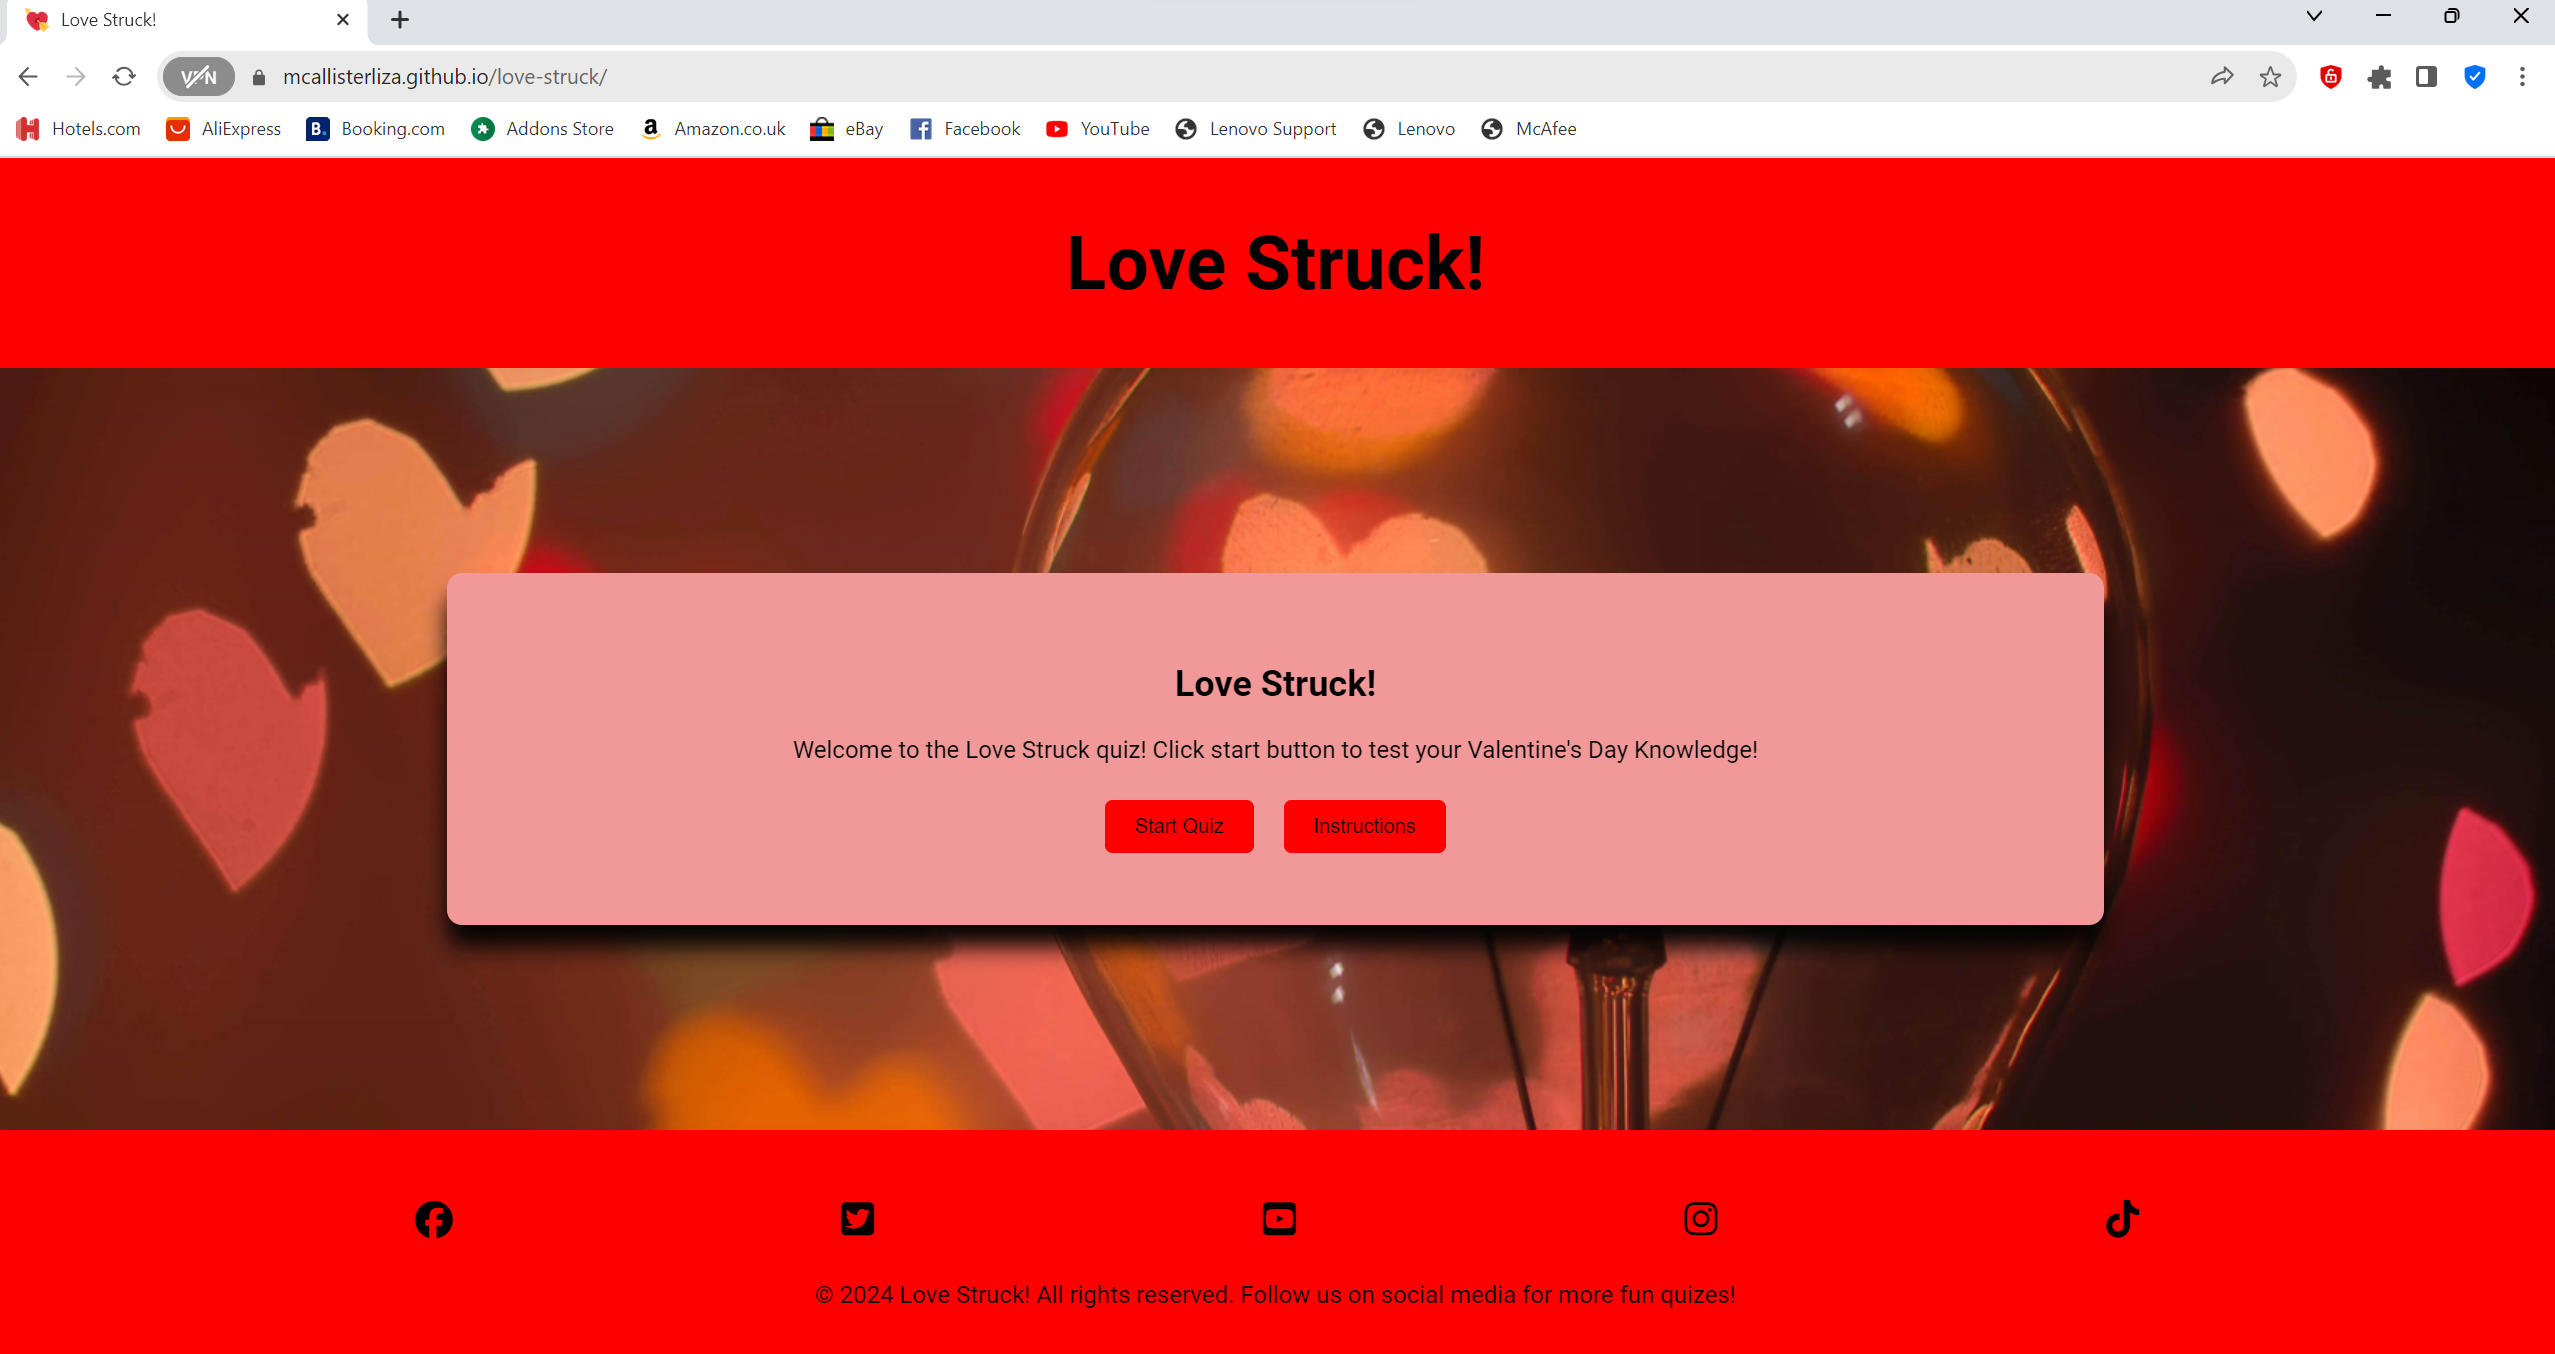 Love Struck!
VPN
mcallisterliza.github.io/love-struck/
Hotels.com AliExpress Booking.com Addons Store Amazon.co.uk eBay Facebook YouTube Lenovo Support Lenovo McAfee
Love Struck!
Love Struck!
Welcome to the Love Struck quiz! Click start button to test your Valentine's Day Knowledge!
Start Quiz Instructions
© 2024 Love Struck! All rights reserved. Follow us on social media for more fun quizes!